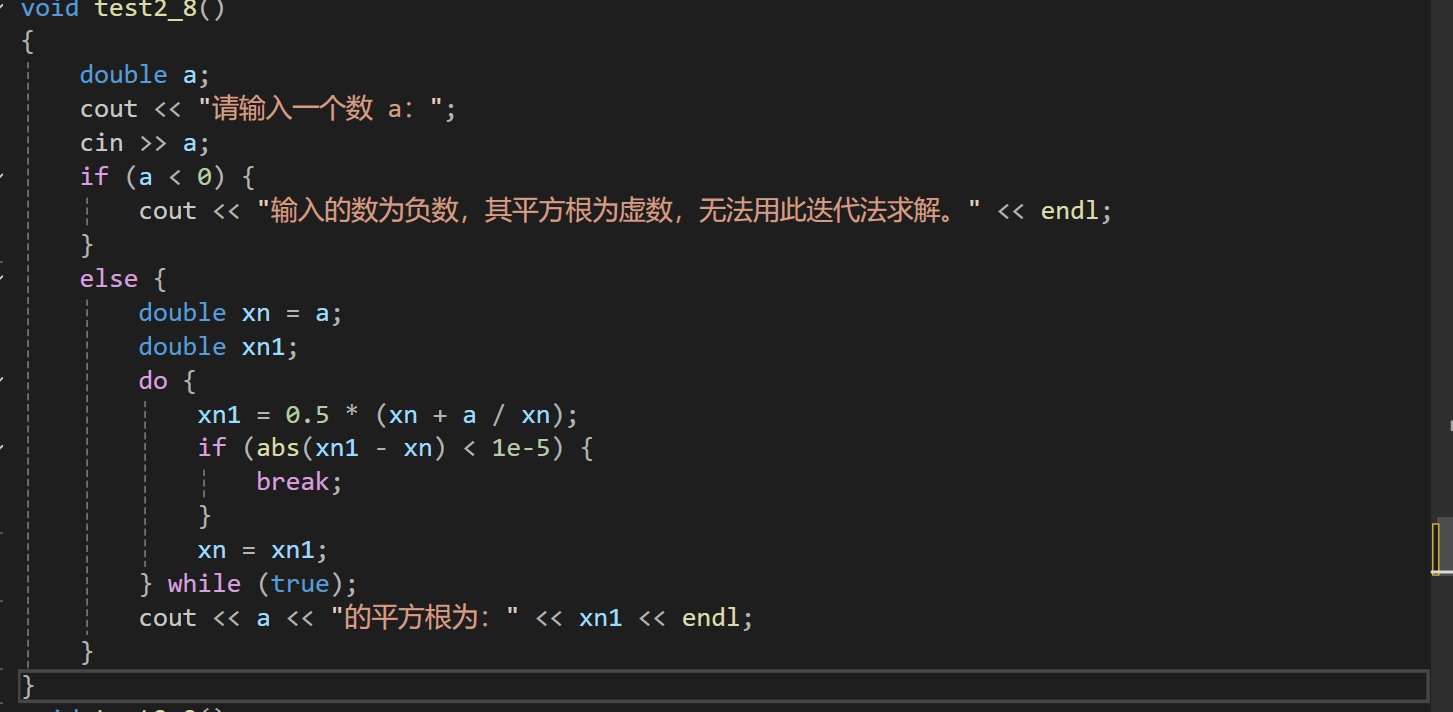 void test2_8()
{
    double a;
    cout << "请输入一个数 a：";
    cin >> a;
    if (a < 0) {
        cout << "输入的数为负数，其平方根为虚数，无法用此迭代法求解。" << endl;
    }
    else {
        double xn = a;
        double xn1;
        do {
            xn1 = 0.5 * (xn + a / xn);
            if (abs(xn1 - xn) < 1e-5) {
                break;
            }
            xn = xn1;
        } while (true);
        cout << a << "的平方根为：" << xn1 << endl;
    }
}